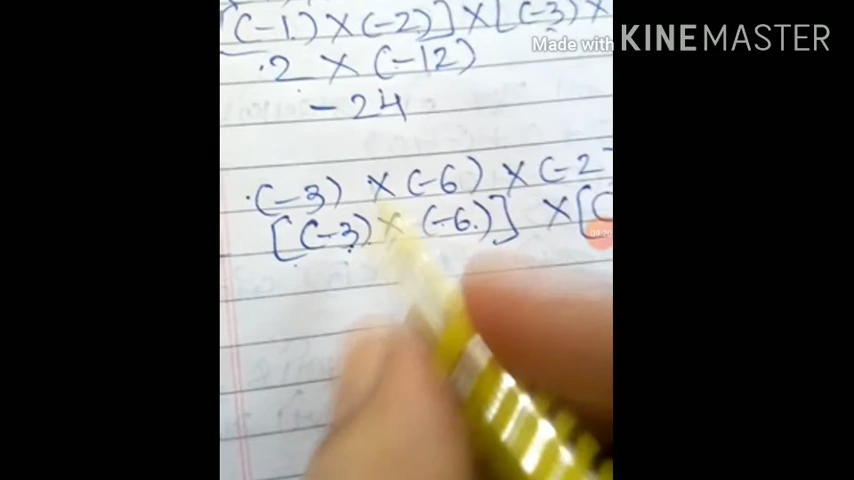 [(-1) X (-2)] X [(-3) X
Made with KINEMASTER
2 X (-12)
-24
(-3) X (-6) X (-2
[(-3) X (-6)] X [(